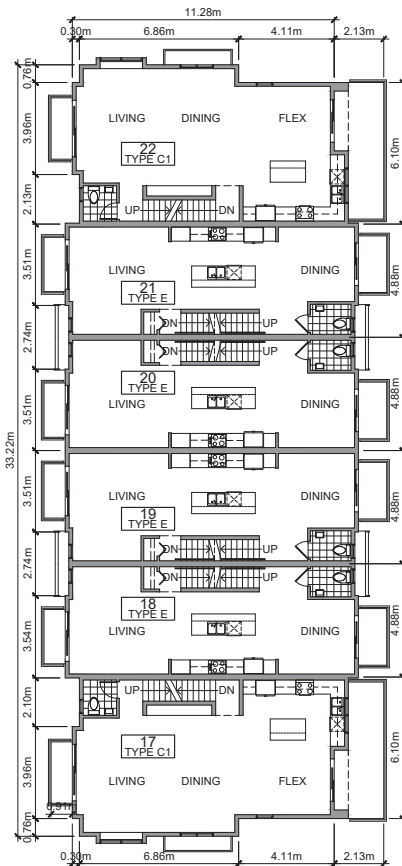 11.28m
0.30m 6.86m 4.11m 2.13m
0.76m
3.96m
2.13m
3.51m
2.74m
3.51m
33.22m
3.51m
2.74m
3.54m
2.10m
3.96m
0.76m
LIVING DINING FLEX
22
TYPE C1
UP DN
6.10m
LIVING DINING
21
TYPE E
DN UP
4.88m
DN UP
20
TYPE E
LIVING DINING
4.88m
LIVING DINING
19
TYPE E
DN UP
4.88m
DN UP
18
TYPE E
LIVING DINING
4.88m
UP DN
17
TYPE C1
LIVING DINING FLEX
6.10m
0.91m
0.30m 6.86m 4.11m 2.13m